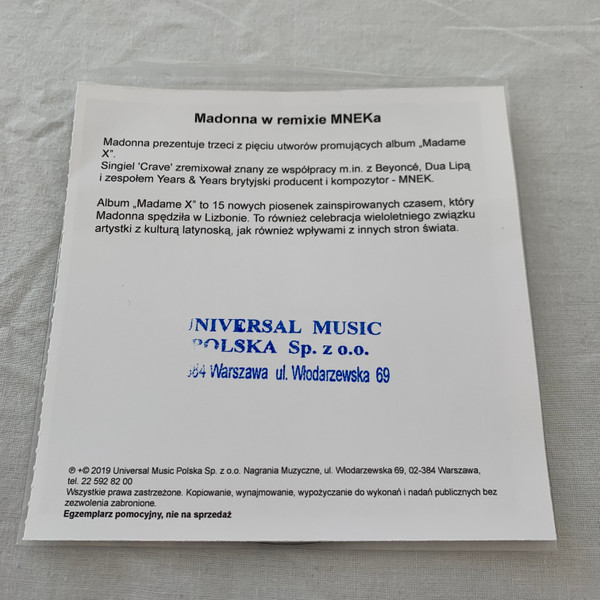 Madonna w remixie MNEKa
Madonna prezentuje trzeci z pięciu utworów promujących album „Madame
X”.
Singiel 'Crave' zremixował znany ze współpracy m.in. z Beyoncé, Dua Lipą
i zespołem Years & Years brytyjski producent i kompozytor - MNEK.
Album „Madame X” to 15 nowych piosenek zainspirowanych czasem, który
Madonna spędziła w Lizbonie. To również celebracja wieloletniego związku
artystki z kulturą latynoską, jak również wpływami z innych stron świata.
UNIVERSAL MUSIC
POLSKA Sp. z o.o.
384 Warszawa ul. Włodarzewska 69
℗ +© 2019 Universal Music Polska Sp. z o.o. Nagrania Muzyczne, ul. Włodarzewska 69, 02-384 Warszawa,
tel. 22 592 82 00
Wszystkie prawa zastrzeżone. Kopiowanie, wynajmowanie, wypożyczanie do wykonań i nadań publicznych bez
zezwolenia zabronione.
Egzemplarz pomocyjny, nie na sprzedaż